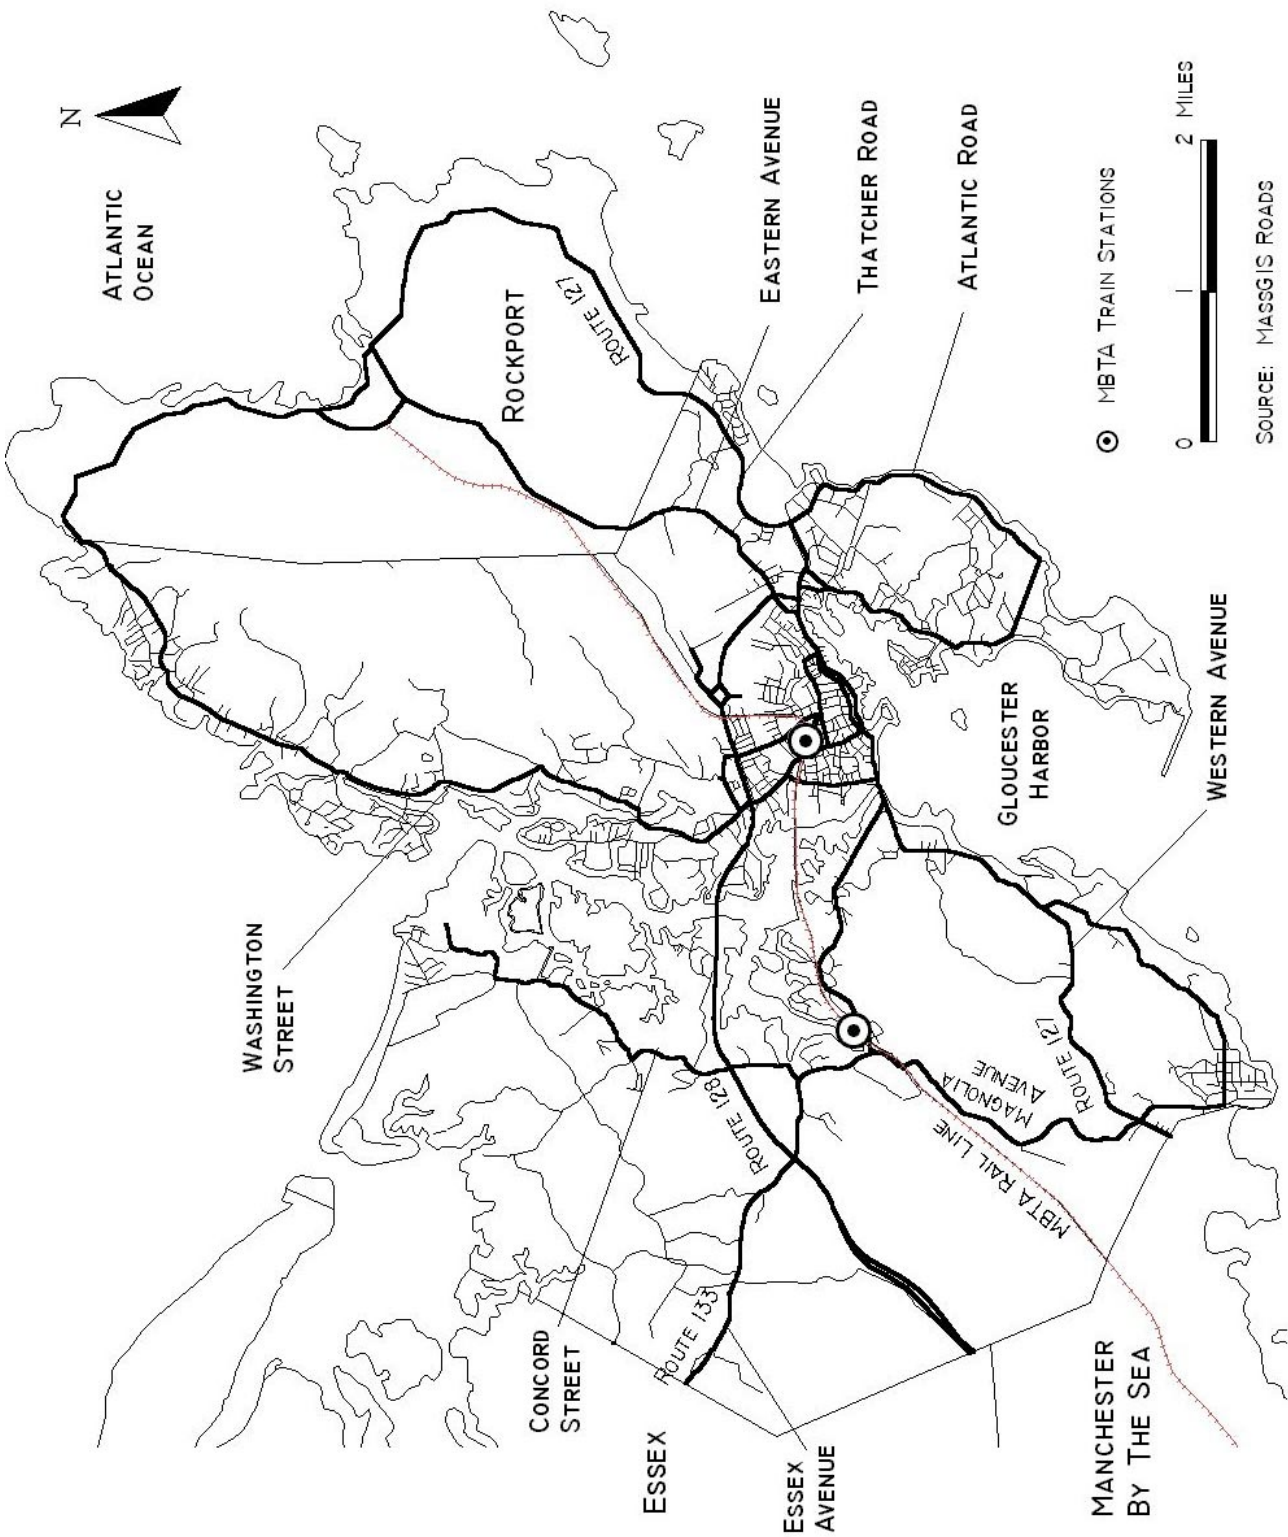 N
ATLANTIC
OCEAN
ROCKPORT
ROUTE 127
EASTERN AVENUE
THATCHER ROAD
ATLANTIC ROAD
WASHINGTON
STREET
GLOUCESTER
HARBOR
WESTERN AVENUE
CONCORD
STREET
ESSEX
ESSEX
AVENUE
ROUTE 133
ROUTE 128
MAGNOLIA
AVENUE
ROUTE 127
MBTA RAIL LINE
MANCHESTER
BY THE SEA
MBTA TRAIN STATIONS
0 1 2 MILES
SOURCE: MASSGIS ROADS